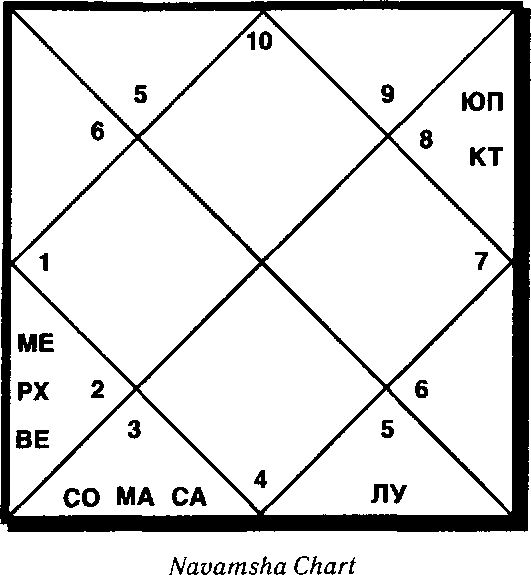 10
5 9
ЮП
6 8
КТ
1 7
МЕ
РХ 2 6
3 5
ВЕ
4
СО МА СА ЛУ
Navamsha Chart